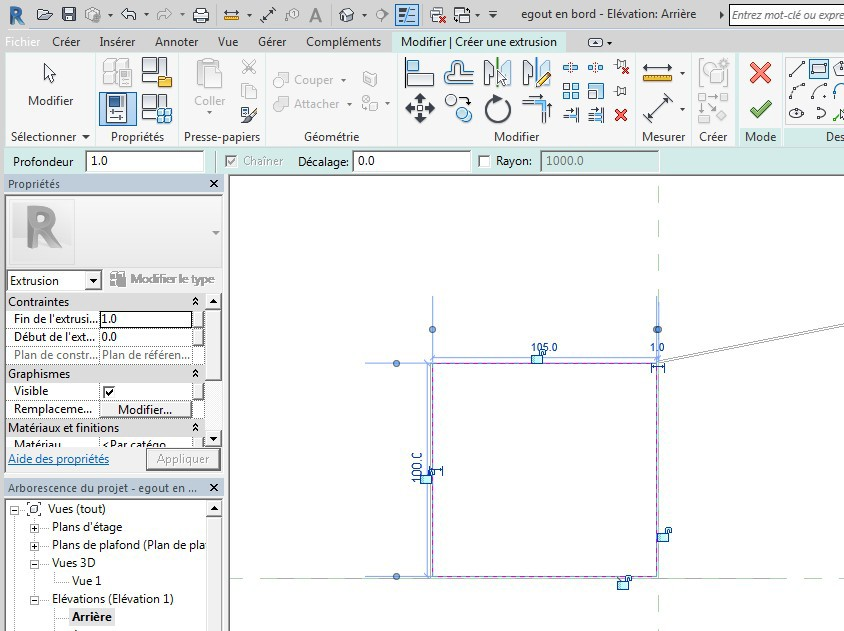 egout en bord - Elévation: Arrière
Entrez mot-clé ou expre
Fichier Créer Insérer Annoter Vue Gérer Compléments Modifier | Créer une extrusion
Modifier
Coller
Couper
Attacher
Sélectionner Propriétés Presse-papiers Géométrie Modifier Mesurer Créer Mode Des
Profondeur 1.0 Chaîner Décalage: 0.0 Rayon: 1000.0
Propriétés
R
Extrusion Modifier le type
Contraintes
Fin de l'extrusi... 1.0
Début de l'ext... 0.0
Plan de constr... Plan de référen...
Graphismes
Visible
Remplaceme... Modifier...
Matériaux et finitions
Matériau <Par catégo
Aide des propriétés Appliquer
Arborescence du projet - egout en ...
Vues (tout)
Plans d'étage
Plans de plafond (Plan de pla
Vues 3D
Vue 1
Elévations (Elévation 1)
Arrière
105.0
1.0
100.0